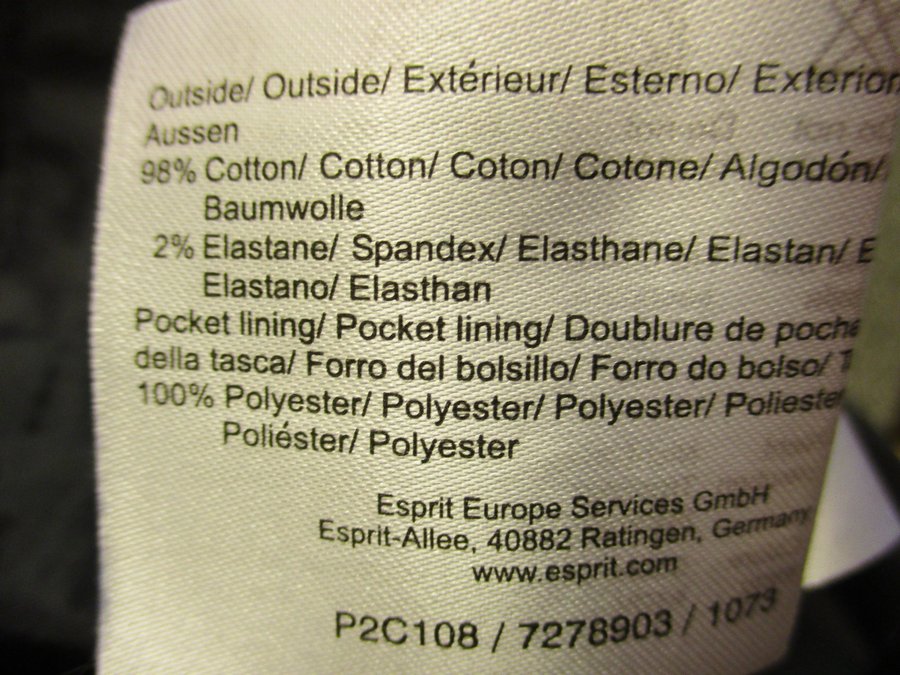 Outside/ Outside/ Extérieur/ Esterno/ Exterior
Aussen
98% Cotton/ Cotton/ Coton/ Cotone/ Algodón/
Baumwolle
2% Elastane/ Spandex/ Elasthane/ Elastan/ E
Elastano/ Elasthan
Pocket lining/ Pocket lining/ Doublure de poche
della tasca/ Forro del bolsillo/ Forro do bolso/ T
100% Polyester/ Polyester/ Polyester/ Poliester
Poliéster/ Polyester
Esprit Europe Services GmbH
Esprit-Allee, 40882 Ratingen, Germany
www.esprit.com
P2C108 / 7278903 / 1073